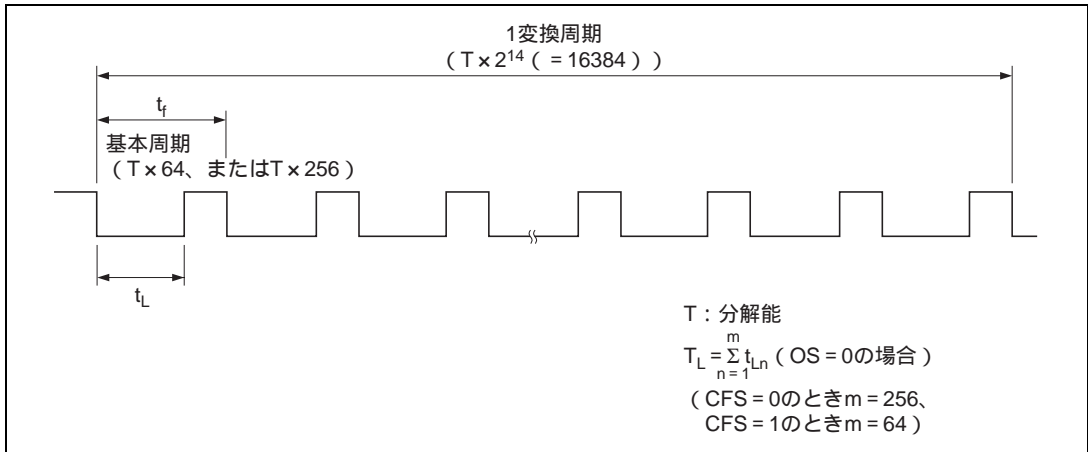 1変換周期
（T×2¹⁴（=16384））
t_f
基本周期
（T×64、またはT×256）
t_L
T：分解能
m
T_L = Σ t_Ln（OS = 0の場合）
n = 1
（CFS = 0のときm = 256、
CFS = 1のときm = 64）